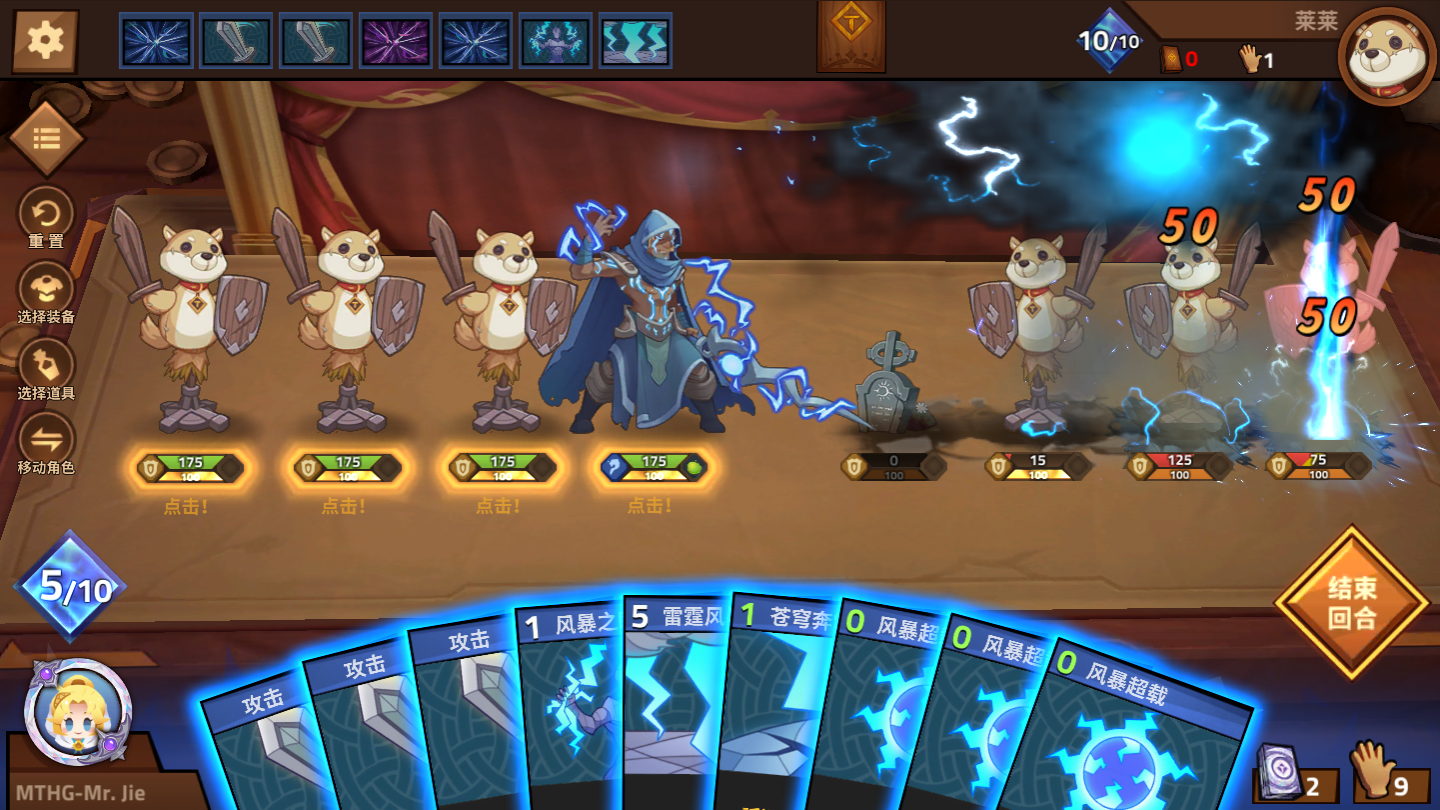 莱莱
10/10
0
1
重置
选择装备
选择道具
移动角色
50
50
50
175
100
175
100
175
100
175
100
0
100
15
100
125
100
75
100
点击!
点击!
点击!
点击!
5/10
结束
回合
攻击
攻击
攻击
1 风暴之
5 雷霆风
1 苍穹奔
0 风暴超
0 风暴超
0 风暴超载
MTHG-Mr. Jie
2
9